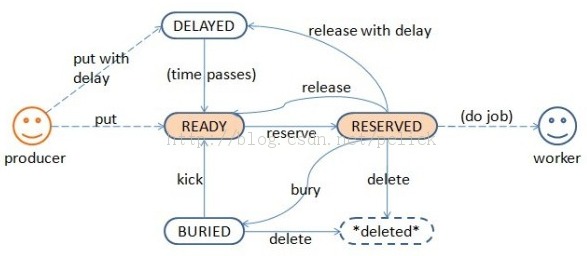 DELAYED
release with delay
put with
delay
(time passes)
release
put
READY
reserve
RESERVED
(do job)
producer
worker
http://blog.csdn.net/pelick
kick
bury
delete
BURIED
delete
*deleted*